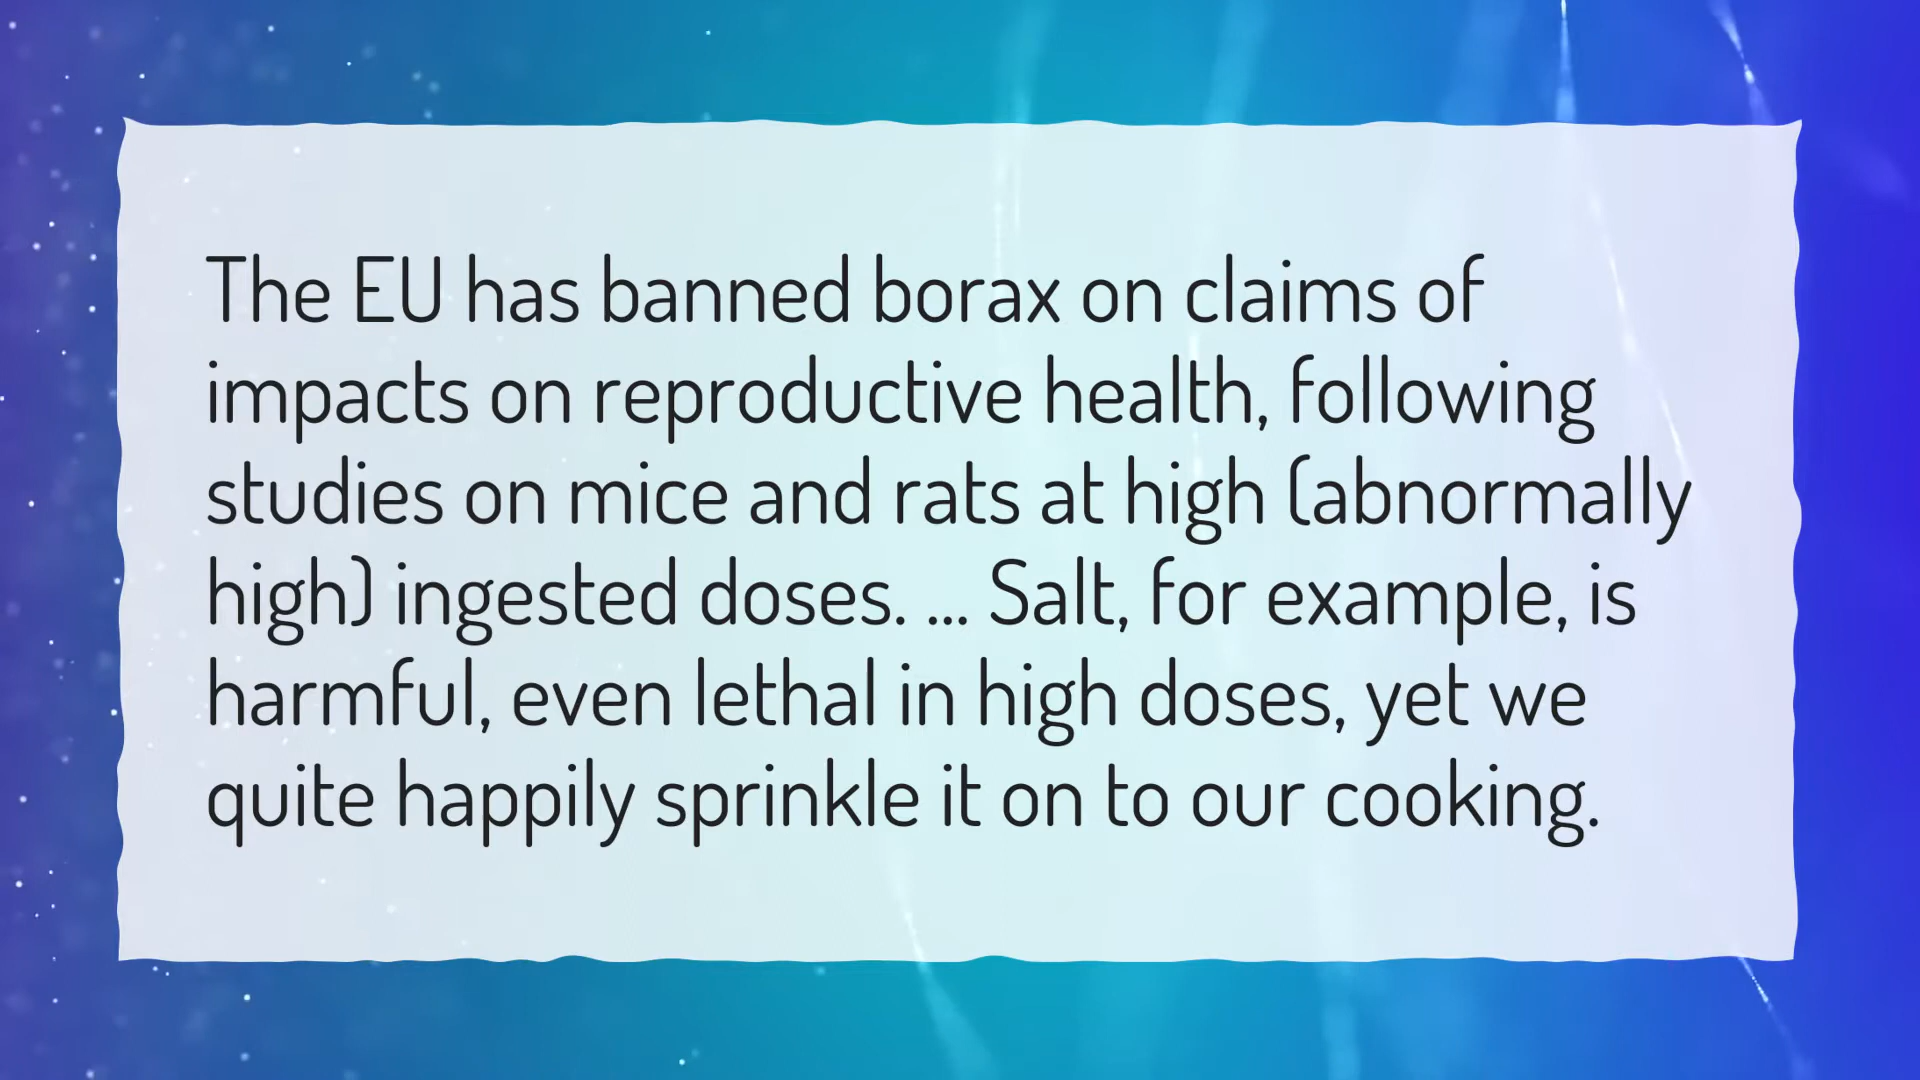 The EU has banned borax on claims of
impacts on reproductive health, following
studies on mice and rats at high (abnormally
high) ingested doses. ... Salt, for example, is
harmful, even lethal in high doses, yet we
quite happily sprinkle it on to our cooking.